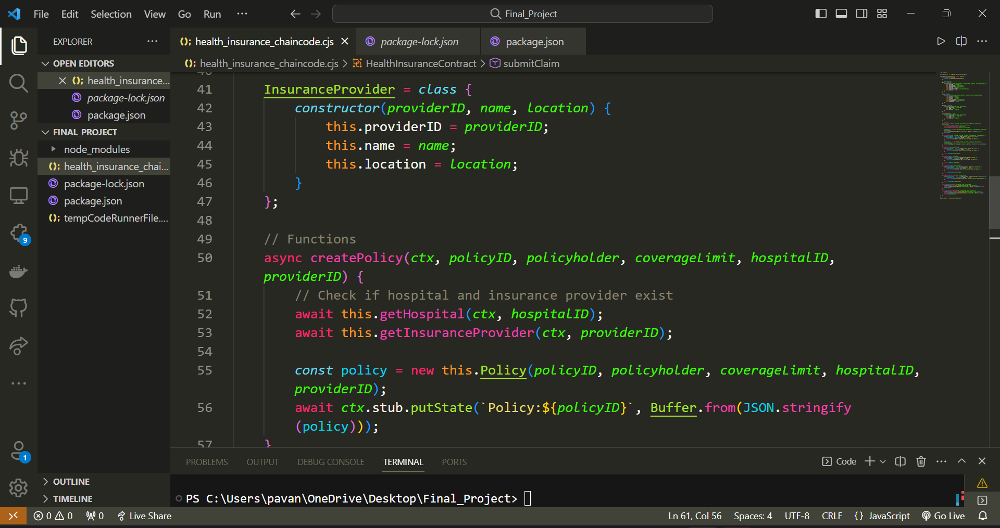 File Edit Selection View Go Run ··· Final_Project
EXPLORER ···
health_insurance_chaincode.cjs package-lock.json package.json
OPEN EDITORS
health_insurance...
package-lock.json
package.json
FINAL_PROJECT
node_modules
health_insurance_chai...
package-lock.json
package.json
tempCodeRunnerFile....
OUTLINE
TIMELINE
9
1
health_insurance_chaincode.cjs > HealthInsuranceContract > submitClaim
41 InsuranceProvider = class {
42 constructor(providerID, name, location) {
43 this.providerID = providerID;
44 this.name = name;
45 this.location = location;
46 }
47 };
48
49 // Functions
50 async createPolicy(ctx, policyID, policyholder, coverageLimit, hospitalID,
providerID) {
51 // Check if hospital and insurance provider exist
52 await this.getHospital(ctx, hospitalID);
53 await this.getInsuranceProvider(ctx, providerID);
54
55 const policy = new this.Policy(policyID, policyholder, coverageLimit, hospitalID,
providerID);
56 await ctx.stub.putState(`Policy:${policyID}`, Buffer.from(JSON.stringify
(policy)));
57 }
PROBLEMS OUTPUT DEBUG CONSOLE TERMINAL PORTS Code
PS C:\Users\pavan\OneDrive\Desktop\Final_Project>
0 0 0 Live Share Ln 61, Col 56 Spaces: 4 UTF-8 CRLF {} JavaScript Go Live